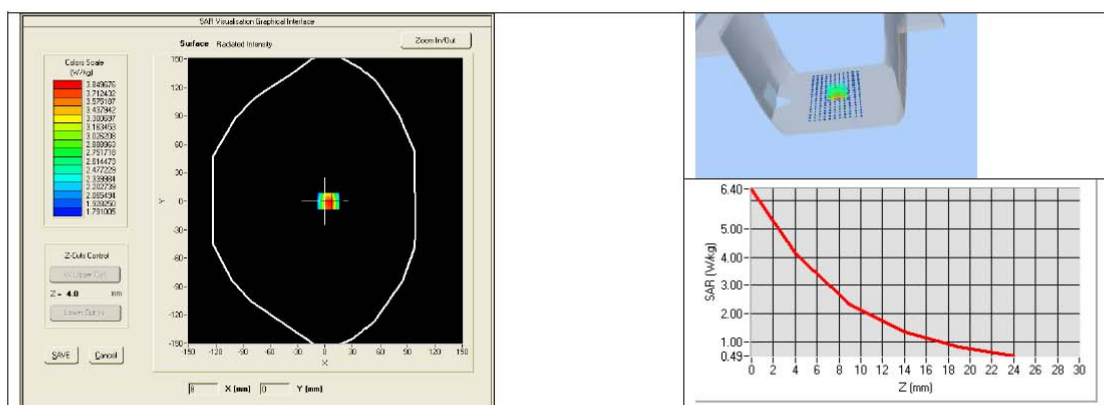 SAR Visualisation Graphical Interface
Surface Radiated Intensity
Zoom In/Out
Colors Scale
(W/kg)
3.849676
3.712432
3.575187
3.437942
3.300697
3.163453
3.026208
2.888963
2.751718
2.614473
2.477229
2.339984
2.202739
2.065494
1.928250
1.791005
Z-Cuts Control
Z = 4.0 mm
SAVE Cancel
150
120
90
60
30
0
-30
-60
-90
-120
-150
Y
-150 -120 -90 -60 -30 0 30 60 90 120 150
X
8 X (mm) 0 Y (mm)
SAR (W/kg)
6.40
5.00
4.00
3.00
2.00
1.00
0.49
0 2 4 6 8 10 12 14 16 18 20 22 24 26 28 30
Z (mm)